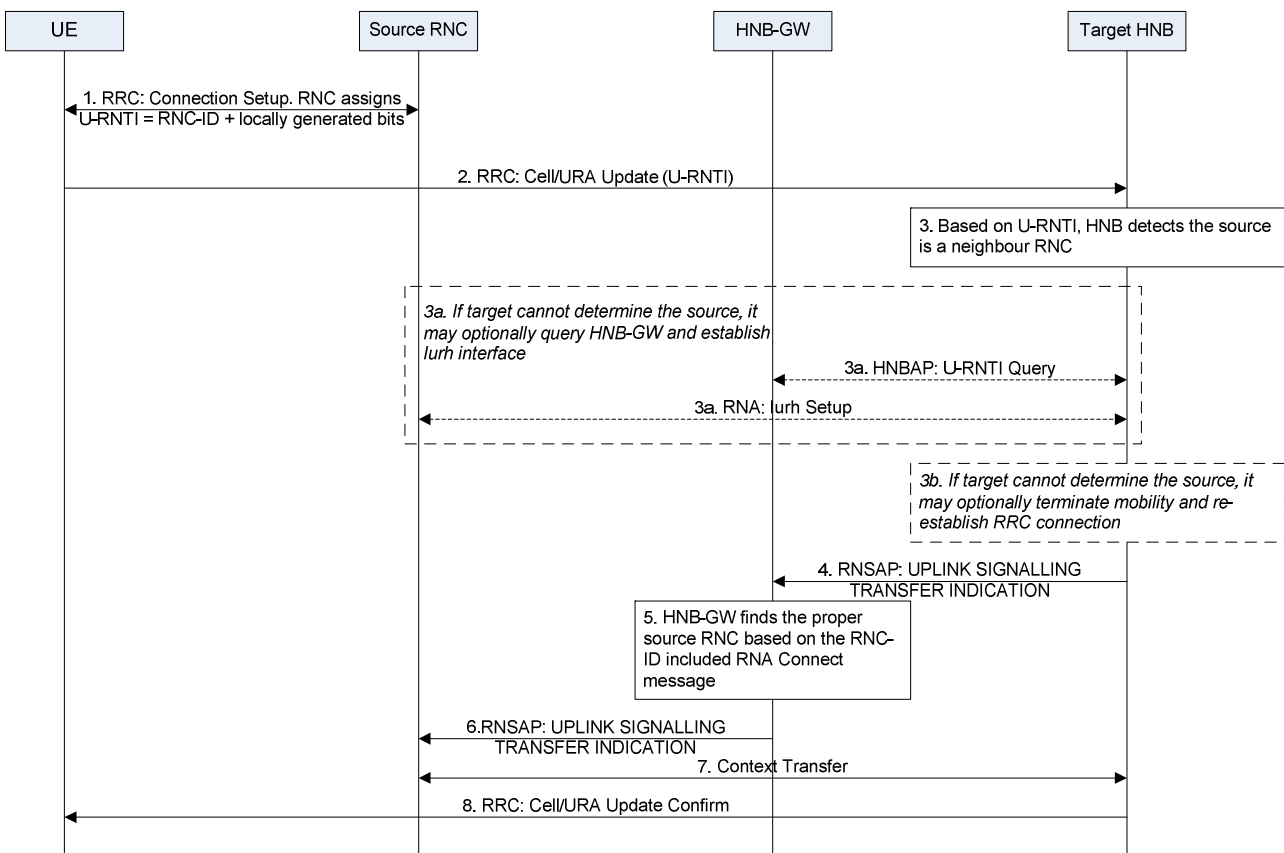 UE
Source RNC
HNB-GW
Target HNB
1. RRC: Connection Setup. RNC assigns
U-RNTI = RNC-ID + locally generated bits
2. RRC: Cell/URA Update (U-RNTI)
3. Based on U-RNTI, HNB detects the source
is a neighbour RNC
3a. If target cannot determine the source, it
may optionally query HNB-GW and establish
Iurh interface
3a. HNBAP: U-RNTI Query
3a. RNA: Iurh Setup
3b. If target cannot determine the source, it
may optionally terminate mobility and re-
establish RRC connection
4. RNSAP: UPLINK SIGNALLING
TRANSFER INDICATION
5. HNB-GW finds the proper
source RNC based on the RNC-
ID included RNA Connect
message
6.RNSAP: UPLINK SIGNALLING
TRANSFER INDICATION
7. Context Transfer
8. RRC: Cell/URA Update Confirm